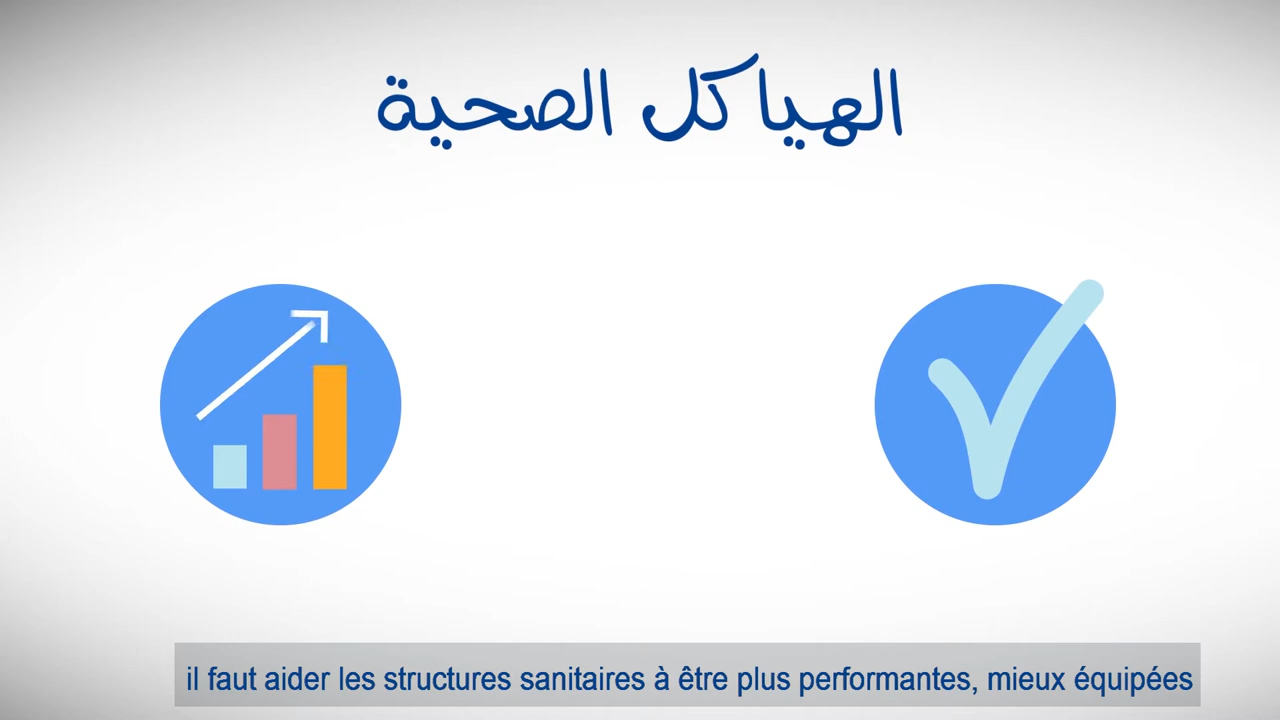 الهياكل الصحية
il faut aider les structures sanitaires à être plus performantes, mieux équipées